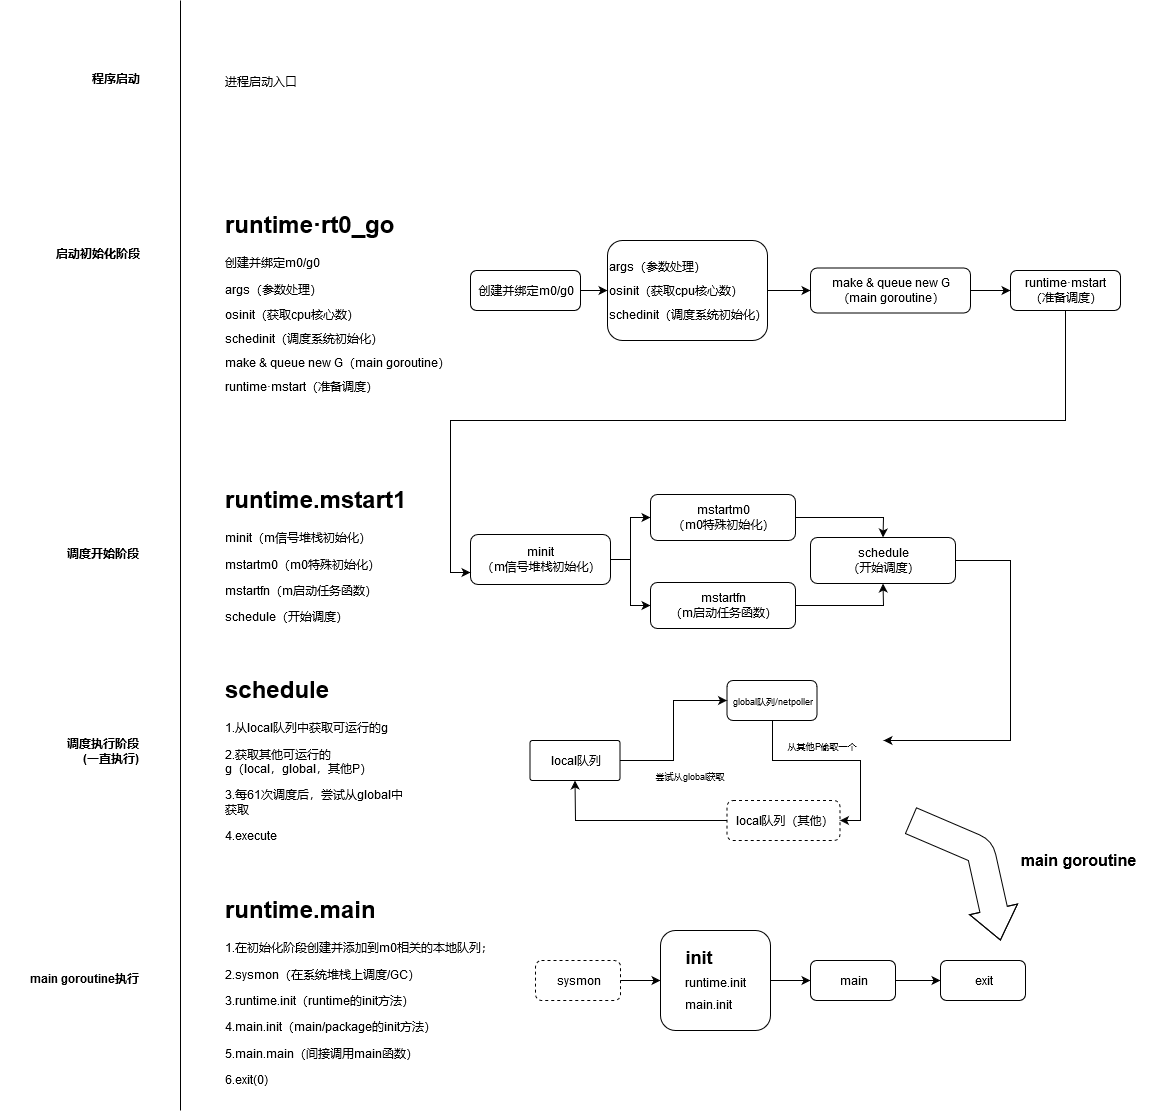 程序启动
进程启动入口
启动初始化阶段
runtime·rt0_go
创建并绑定m0/g0
args（参数处理）
osinit（获取cpu核心数）
schedinit（调度系统初始化）
make & queue new G（main goroutine）
runtime·mstart（准备调度）
创建并绑定m0/g0
args（参数处理）
osinit（获取cpu核心数）
schedinit（调度系统初始化）
make & queue new G
（main goroutine）
runtime·mstart
（准备调度）
调度开始阶段
runtime.mstart1
minit（m信号堆栈初始化）
mstartm0（m0特殊初始化）
mstartfn（m启动任务函数）
schedule（开始调度）
minit
（m信号堆栈初始化）
mstartm0
（m0特殊初始化）
mstartfn
（m启动任务函数）
schedule
（开始调度）
调度执行阶段
(一直执行)
schedule
1.从local队列中获取可运行的g
2.获取其他可运行的
g（local，global，其他P）
3.每61次调度后，尝试从global中
获取
4.execute
local队列
尝试从global获取
global队列/netpoller
从其他P偷取一个
local队列（其他）
main goroutine
main goroutine执行
runtime.main
1.在初始化阶段创建并添加到m0相关的本地队列；
2.sysmon（在系统堆栈上调度/GC）
3.runtime.init（runtime的init方法）
4.main.init（main/package的init方法）
5.main.main（间接调用main函数）
6.exit(0)
sysmon
init
runtime.init
main.init
main
exit